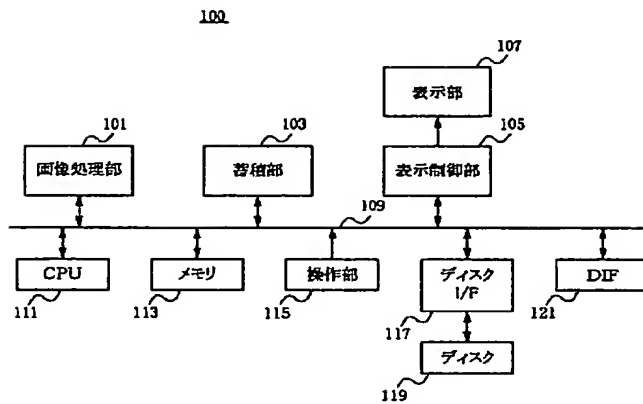 100
107
表示部
101
103
105
画像処理部
蓄積部
表示制御部
109
CPU
メモリ
操作部
ディスク
I/F
DIF
111
113
115
117
121
ディスク
119